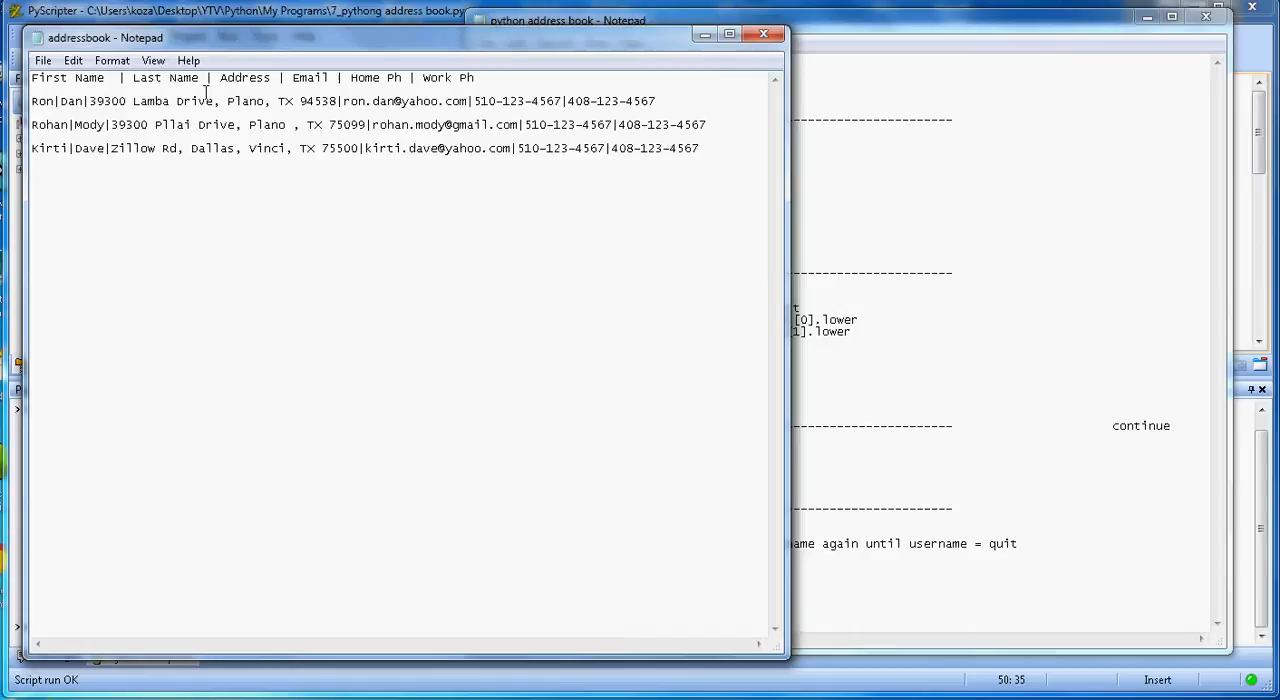 PyScripter - C:\Users\koza\Desktop\YTV\Python\My Programs\7_pythong address book.py
python address book - Notepad
addressbook - Notepad
File Edit Format View Help
First Name | Last Name | Address | Email | Home Ph | Work Ph
Ron|Dan|39300 Lamba Drive, Plano, TX 94538|ron.dan@yahoo.com|510-123-4567|408-123-4567
Rohan|Mody|39300 Pllai Drive, Plano , TX 75099|rohan.mody@gmail.com|510-123-4567|408-123-4567
Kirti|Dave|Zillow Rd, Dallas, Vinci, TX 75500|kirti.dave@yahoo.com|510-123-4567|408-123-4567
----------------------
----------------------
t
[0].lower
1].lower
---------------------- continue
----------------------
ame again until username = quit
Script run OK 50: 35 Insert